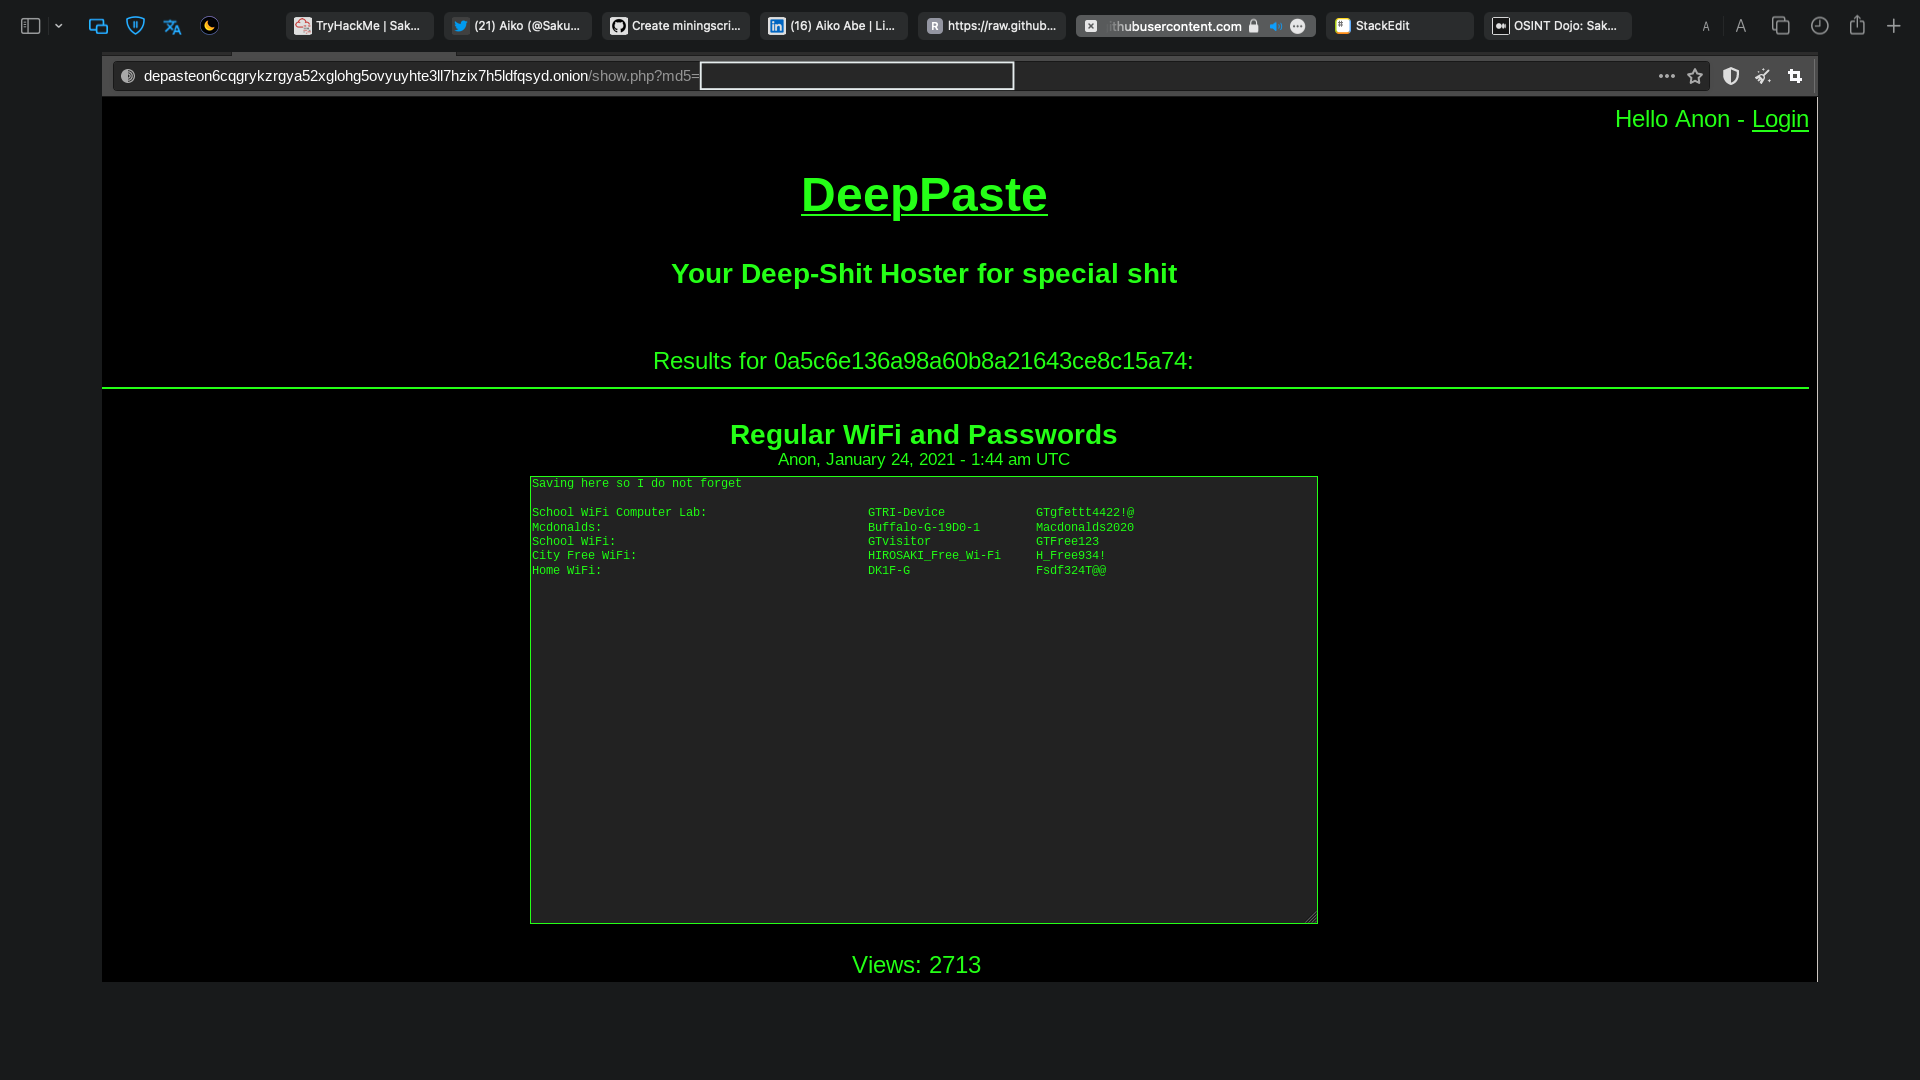 TryHackMe | Sak...
(21) Aiko (@Saku...
Create miningscri...
(16) Aiko Abe | Li...
https://raw.github...
ithubusercontent.com
StackEdit
OSINT Dojo: Sak...
A
A
depasteon6cqgrykzrgya52xglohg5ovyuyhte3ll7hzix7h5ldfqsyd.onion/show.php?md5=
Hello Anon - Login
DeepPaste
Your Deep-Shit Hoster for special shit
Results for 0a5c6e136a98a60b8a21643ce8c15a74:
Regular WiFi and Passwords
Anon, January 24, 2021 - 1:44 am UTC
Saving here so I do not forget
School WiFi Computer Lab: GTRI-Device GTgfettt4422!@
Mcdonalds: Buffalo-G-19D0-1 Macdonalds2020
School WiFi: GTvisitor GTFree123
City Free WiFi: HIROSAKI_Free_Wi-Fi H_Free934!
Home WiFi: DK1F-G Fsdf324T@@
Views: 2713